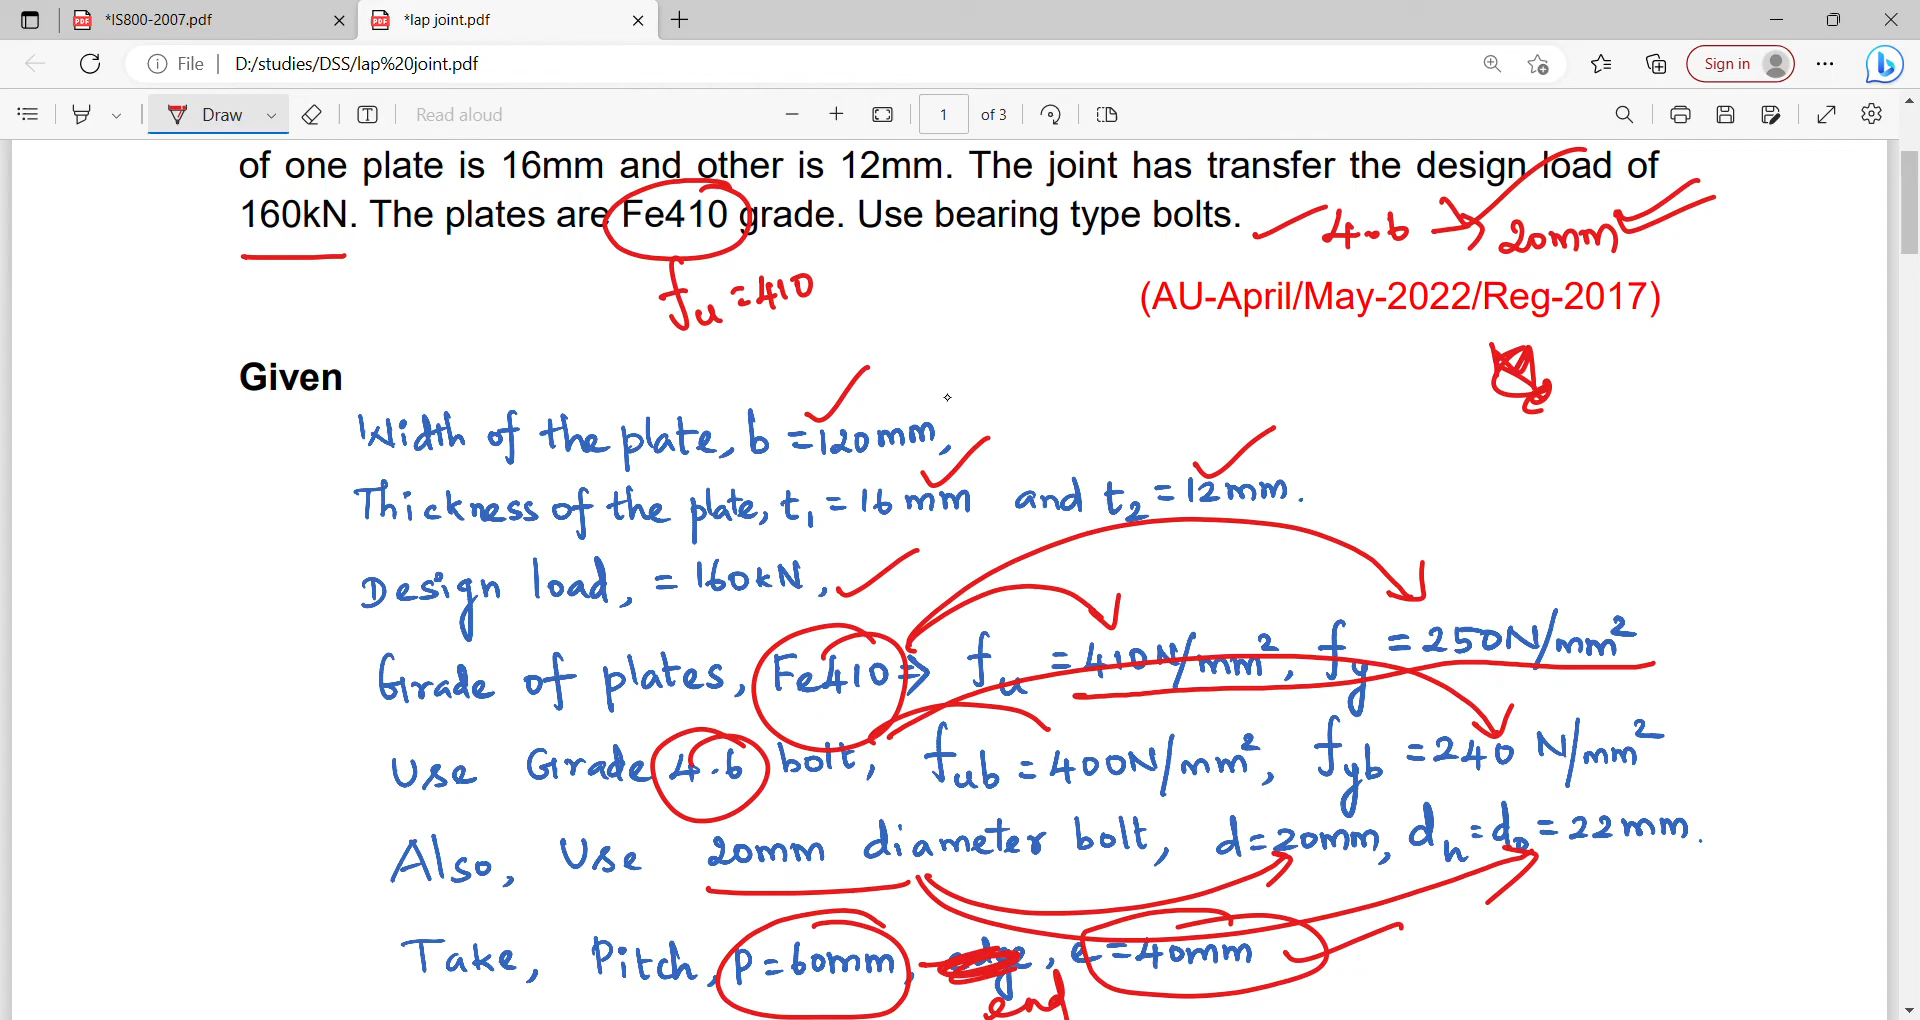 *IS800-2007.pdf
*lap joint.pdf
File
D:/studies/DSS/lap%20joint.pdf
Sign in
Draw
Read aloud
1 of 3
of one plate is 16mm and other is 12mm. The joint has transfer the design load of
160kN. The plates are Fe410 grade. Use bearing type bolts.
4.6 → 20mm
fu = 410
(AU-April/May-2022/Reg-2017)
Given
Width of the plate, b = 120mm,
Thickness of the plate, t1 = 16 mm and t2 = 12mm.
Design load, = 160kN,
Grade of plates, Fe410 ⇒ fu = 410N/mm², fy = 250N/mm²
Use Grade 4.6 bolt, fub = 400N/mm², fyb = 240 N/mm²
Also, Use 20mm diameter bolt, d=20mm, dh = do = 22mm.
Take, Pitch, p = 60mm, edge, e = 40mm
end